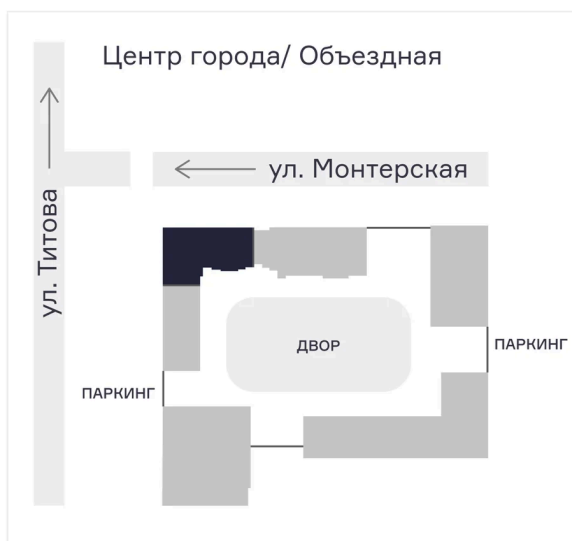 Центр города/ Объездная
ул. Монтерская
ул. Титова
ДВОР
ПАРКИНГ
ПАРКИНГ